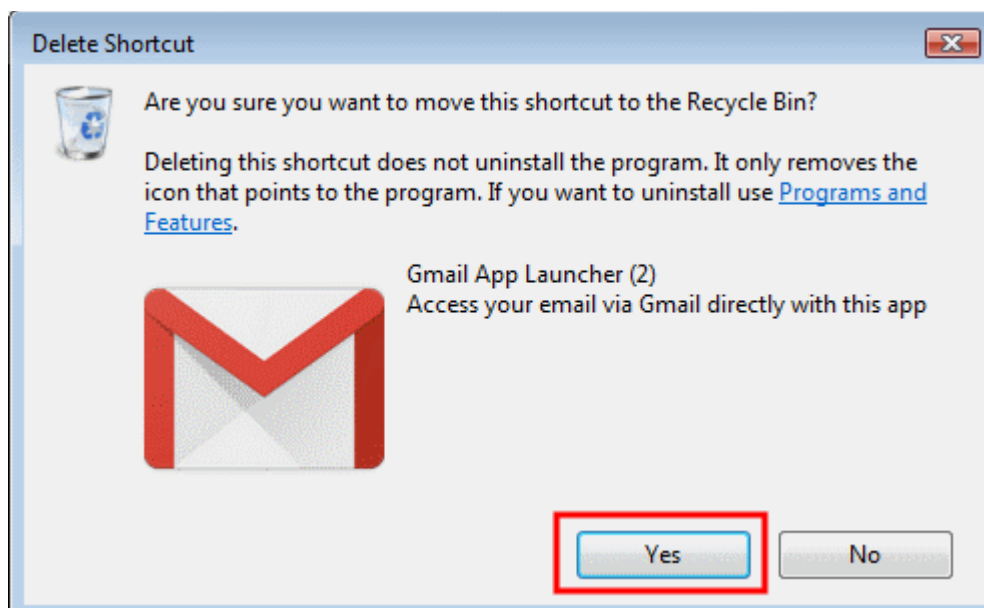 Delete Shortcut
Are you sure you want to move this shortcut to the Recycle Bin?
Deleting this shortcut does not uninstall the program. It only removes the
icon that points to the program. If you want to uninstall use Programs and
Features.
Gmail App Launcher (2)
Access your email via Gmail directly with this app
Yes
No